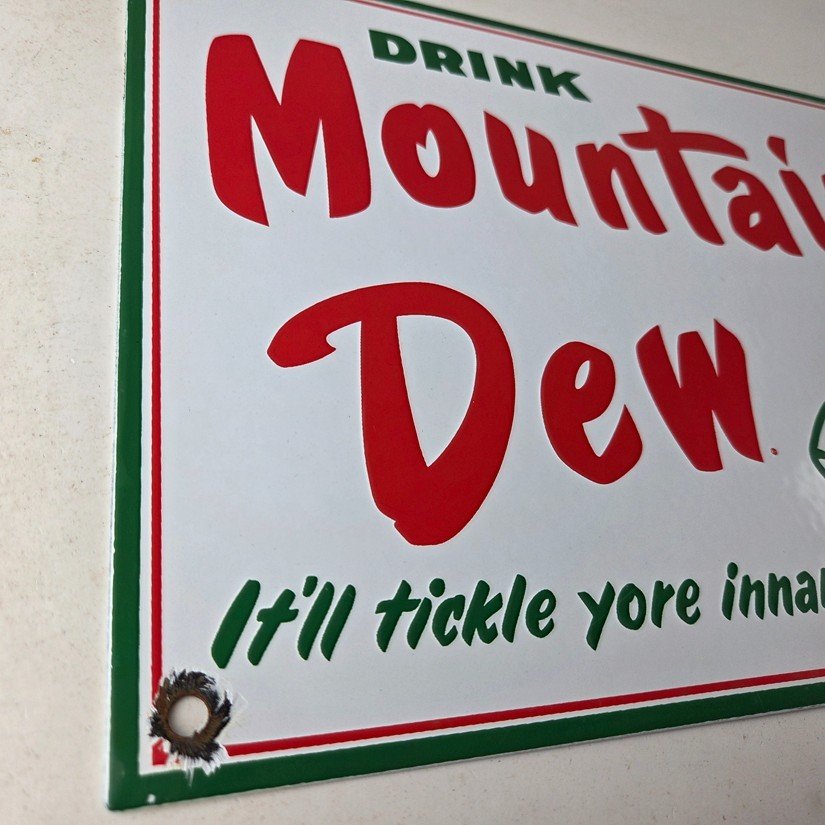 DRINK
Mountai
Dew
It'll tickle yore inna